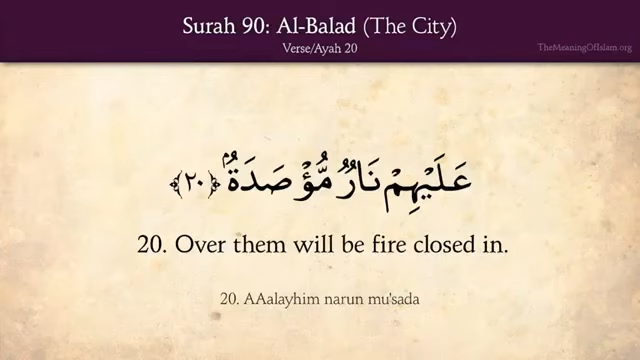 Surah 90: Al-Balad (The City)
Verse/Ayah 20
TheMeaningOfIslam.org
عَلَيْهِمْ نَارٌ مُّؤْصَدَةٌۢ ﴿٢٠﴾
20. Over them will be fire closed in.
20. AAalayhim narun mu'sada